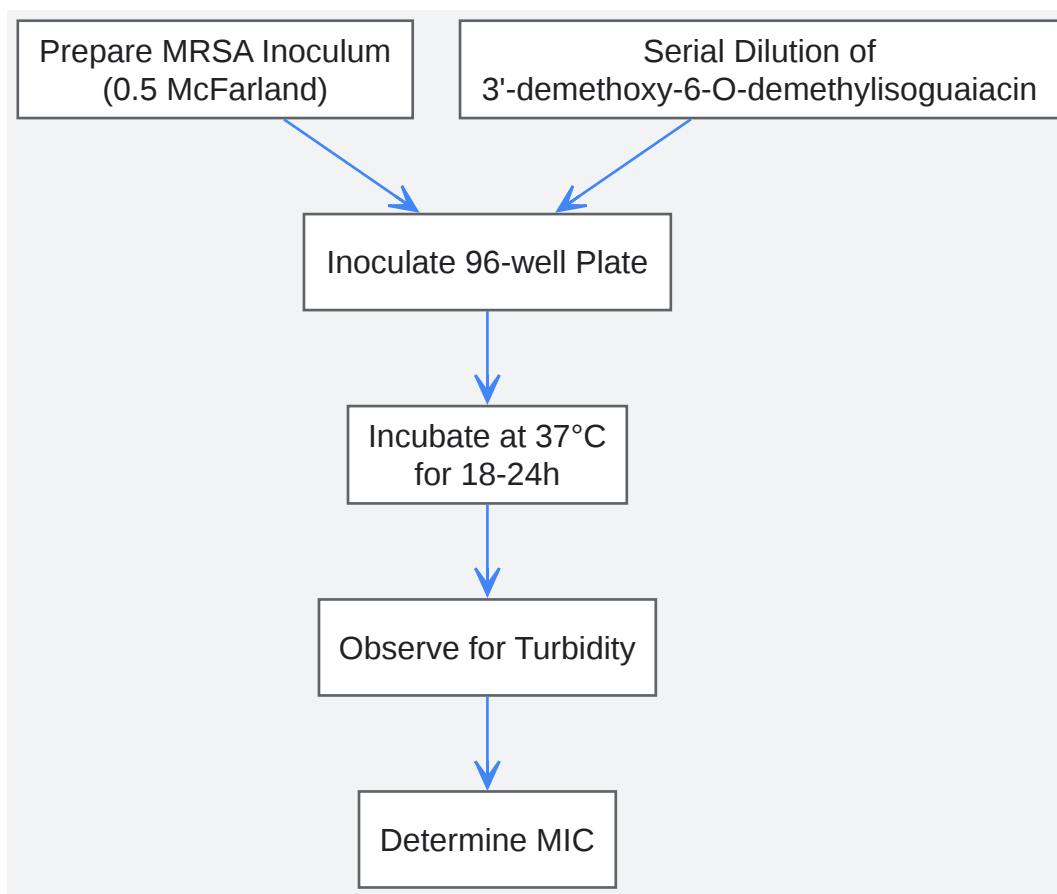 Prepare MRSA Inoculum
(0.5 McFarland)
Serial Dilution of
3'-demethoxy-6-O-demethylisoguaiacin
Inoculate 96-well Plate
Incubate at 37°C
for 18-24h
Observe for Turbidity
Determine MIC